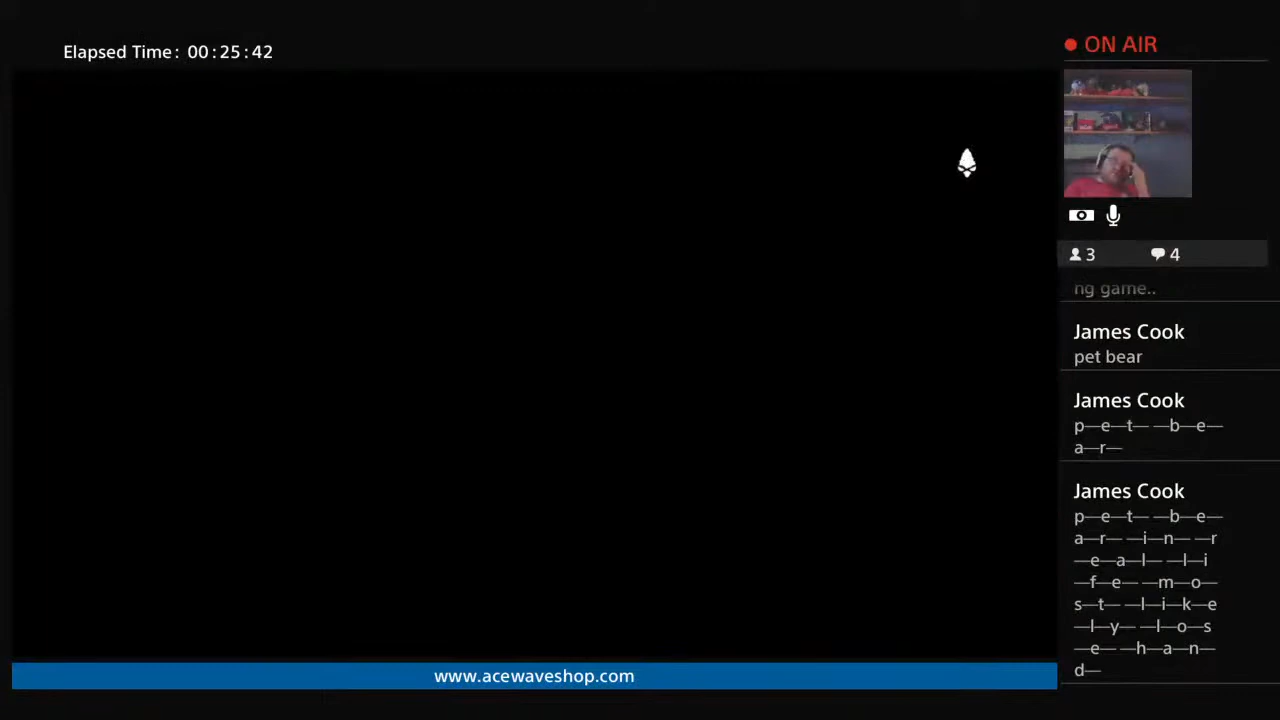 Elapsed Time: 00:25:42
ON AIR
3 4
ng game..
James Cook
pet bear
James Cook
p—e—t— —b—e—
a—r—
James Cook
p—e—t— —b—e—
a—r— —i—n— —r
—e—a—l— —l—i
—f—e— —m—o—
s—t— —l—i—k—e
—l—y— —l—o—s
—e— —h—a—n—
d—
www.acewaveshop.com